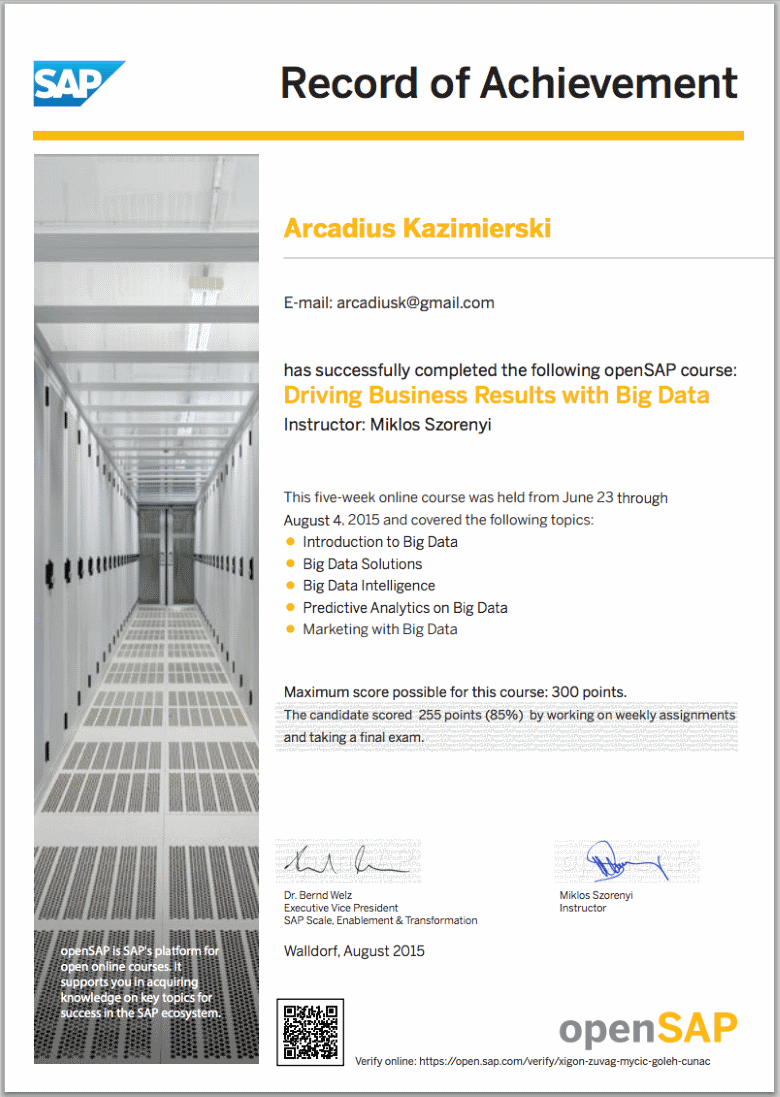 SAP
Record of Achievement
Arcadius Kazimierski
E-mail: arcadiusk@gmail.com
has successfully completed the following openSAP course:
Driving Business Results with Big Data
Instructor: Miklos Szorenyi
This five-week online course was held from June 23 through
August 4, 2015 and covered the following topics:
Introduction to Big Data
Big Data Solutions
Big Data Intelligence
Predictive Analytics on Big Data
Marketing with Big Data
Maximum score possible for this course: 300 points.
The candidate scored 255 points (85%) by working on weekly assignments
and taking a final exam.
Dr. Bernd Welz
Executive Vice President
SAP Scale, Enablement & Transformation
Miklos Szorenyi
Instructor
Walldorf, August 2015
openSAP is SAP's platform for
open online courses. It
supports you in acquiring
knowledge on key topics for
success in the SAP ecosystem.
openSAP
Verify online: https://open.sap.com/verify/xigon-zuvag-mycic-goleh-cunac